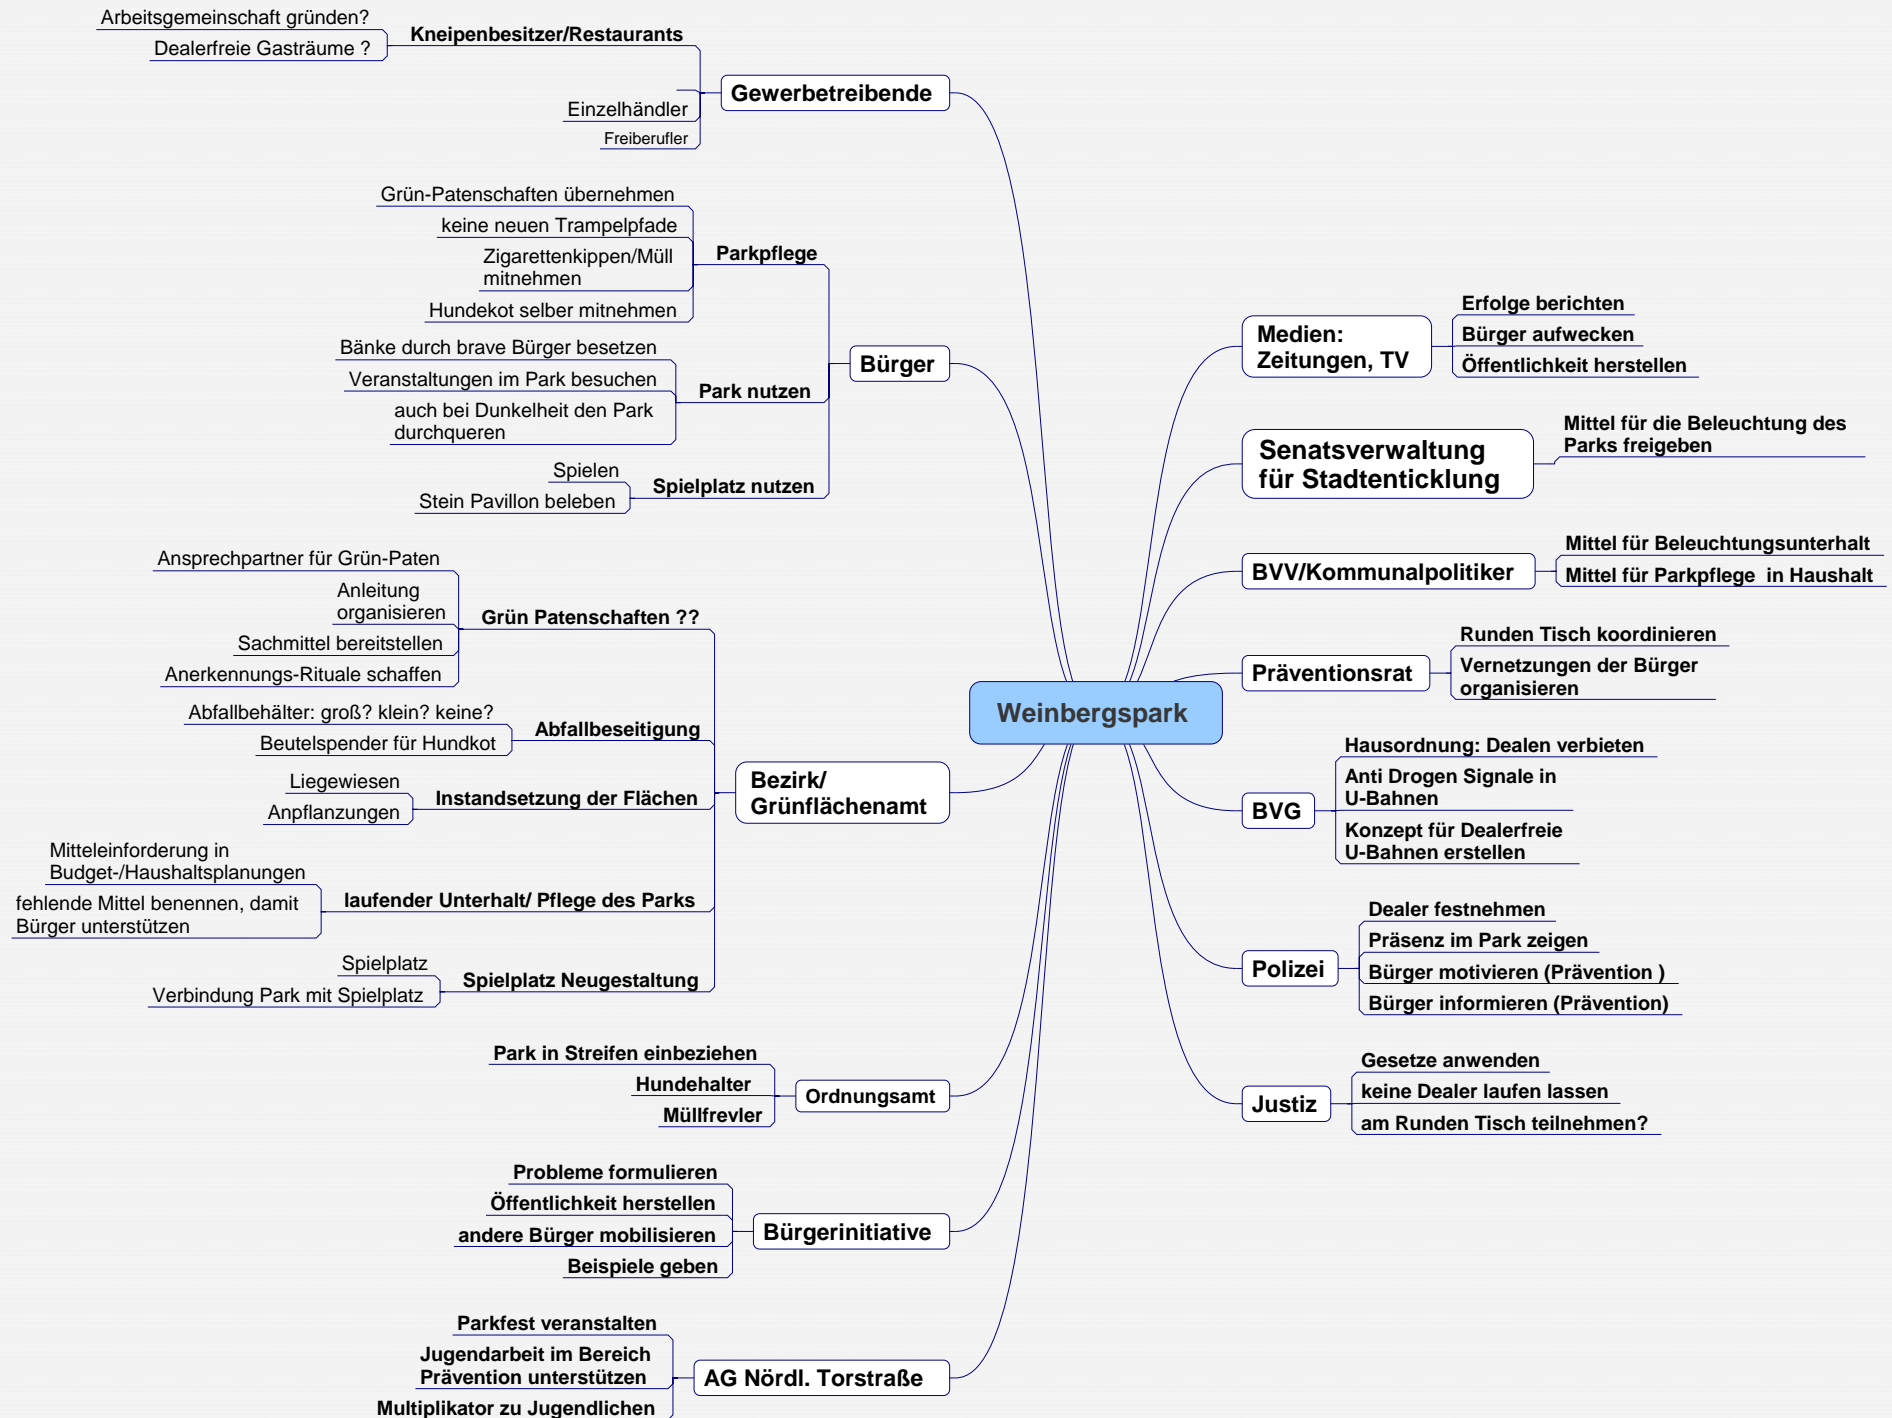 Arbeitsgemeinschaft gründen?
Dealerfreie Gasträume ?
Kneipenbesitzer/Restaurants
Einzelhändler
Freiberufler
Gewerbetreibende
Grün-Patenschaften übernehmen
keine neuen Trampelpfade
Zigarettenkippen/Müll
mitnehmen
Hundekot selber mitnehmen
Parkpflege
Bänke durch brave Bürger besetzen
Veranstaltungen im Park besuchen
auch bei Dunkelheit den Park
durchqueren
Park nutzen
Spielen
Stein Pavillon beleben
Spielplatz nutzen
Bürger
Ansprechpartner für Grün-Paten
Anleitung
organisieren
Sachmittel bereitstellen
Anerkennungs-Rituale schaffen
Grün Patenschaften ??
Abfallbehälter: groß? klein? keine?
Beutelspender für Hundkot
Abfallbeseitigung
Liegewiesen
Anpflanzungen
Instandsetzung der Flächen
Mitteleinforderung in
Budget-/Haushaltsplanungen
fehlende Mittel benennen, damit
Bürger unterstützen
laufender Unterhalt/ Pflege des Parks
Spielplatz
Verbindung Park mit Spielplatz
Spielplatz Neugestaltung
Bezirk/
Grünflächenamt
Park in Streifen einbeziehen
Hundehalter
Müllfrevler
Ordnungsamt
Probleme formulieren
Öffentlichkeit herstellen
andere Bürger mobilisieren
Beispiele geben
Bürgerinitiative
Parkfest veranstalten
Jugendarbeit im Bereich
Prävention unterstützen
Multiplikator zu Jugendlichen
AG Nördl. Torstraße
Weinbergspark
Medien:
Zeitungen, TV
Erfolge berichten
Bürger aufwecken
Öffentlichkeit herstellen
Senatsverwaltung
für Stadtenticklung
Mittel für die Beleuchtung des
Parks freigeben
BVV/Kommunalpolitiker
Mittel für Beleuchtungsunterhalt
Mittel für Parkpflege  in Haushalt
Präventionsrat
Runden Tisch koordinieren
Vernetzungen der Bürger
organisieren
BVG
Hausordnung: Dealen verbieten
Anti Drogen Signale in
U-Bahnen
Konzept für Dealerfreie
U-Bahnen erstellen
Polizei
Dealer festnehmen
Präsenz im Park zeigen
Bürger motivieren (Prävention )
Bürger informieren (Prävention)
Justiz
Gesetze anwenden
keine Dealer laufen lassen
am Runden Tisch teilnehmen?